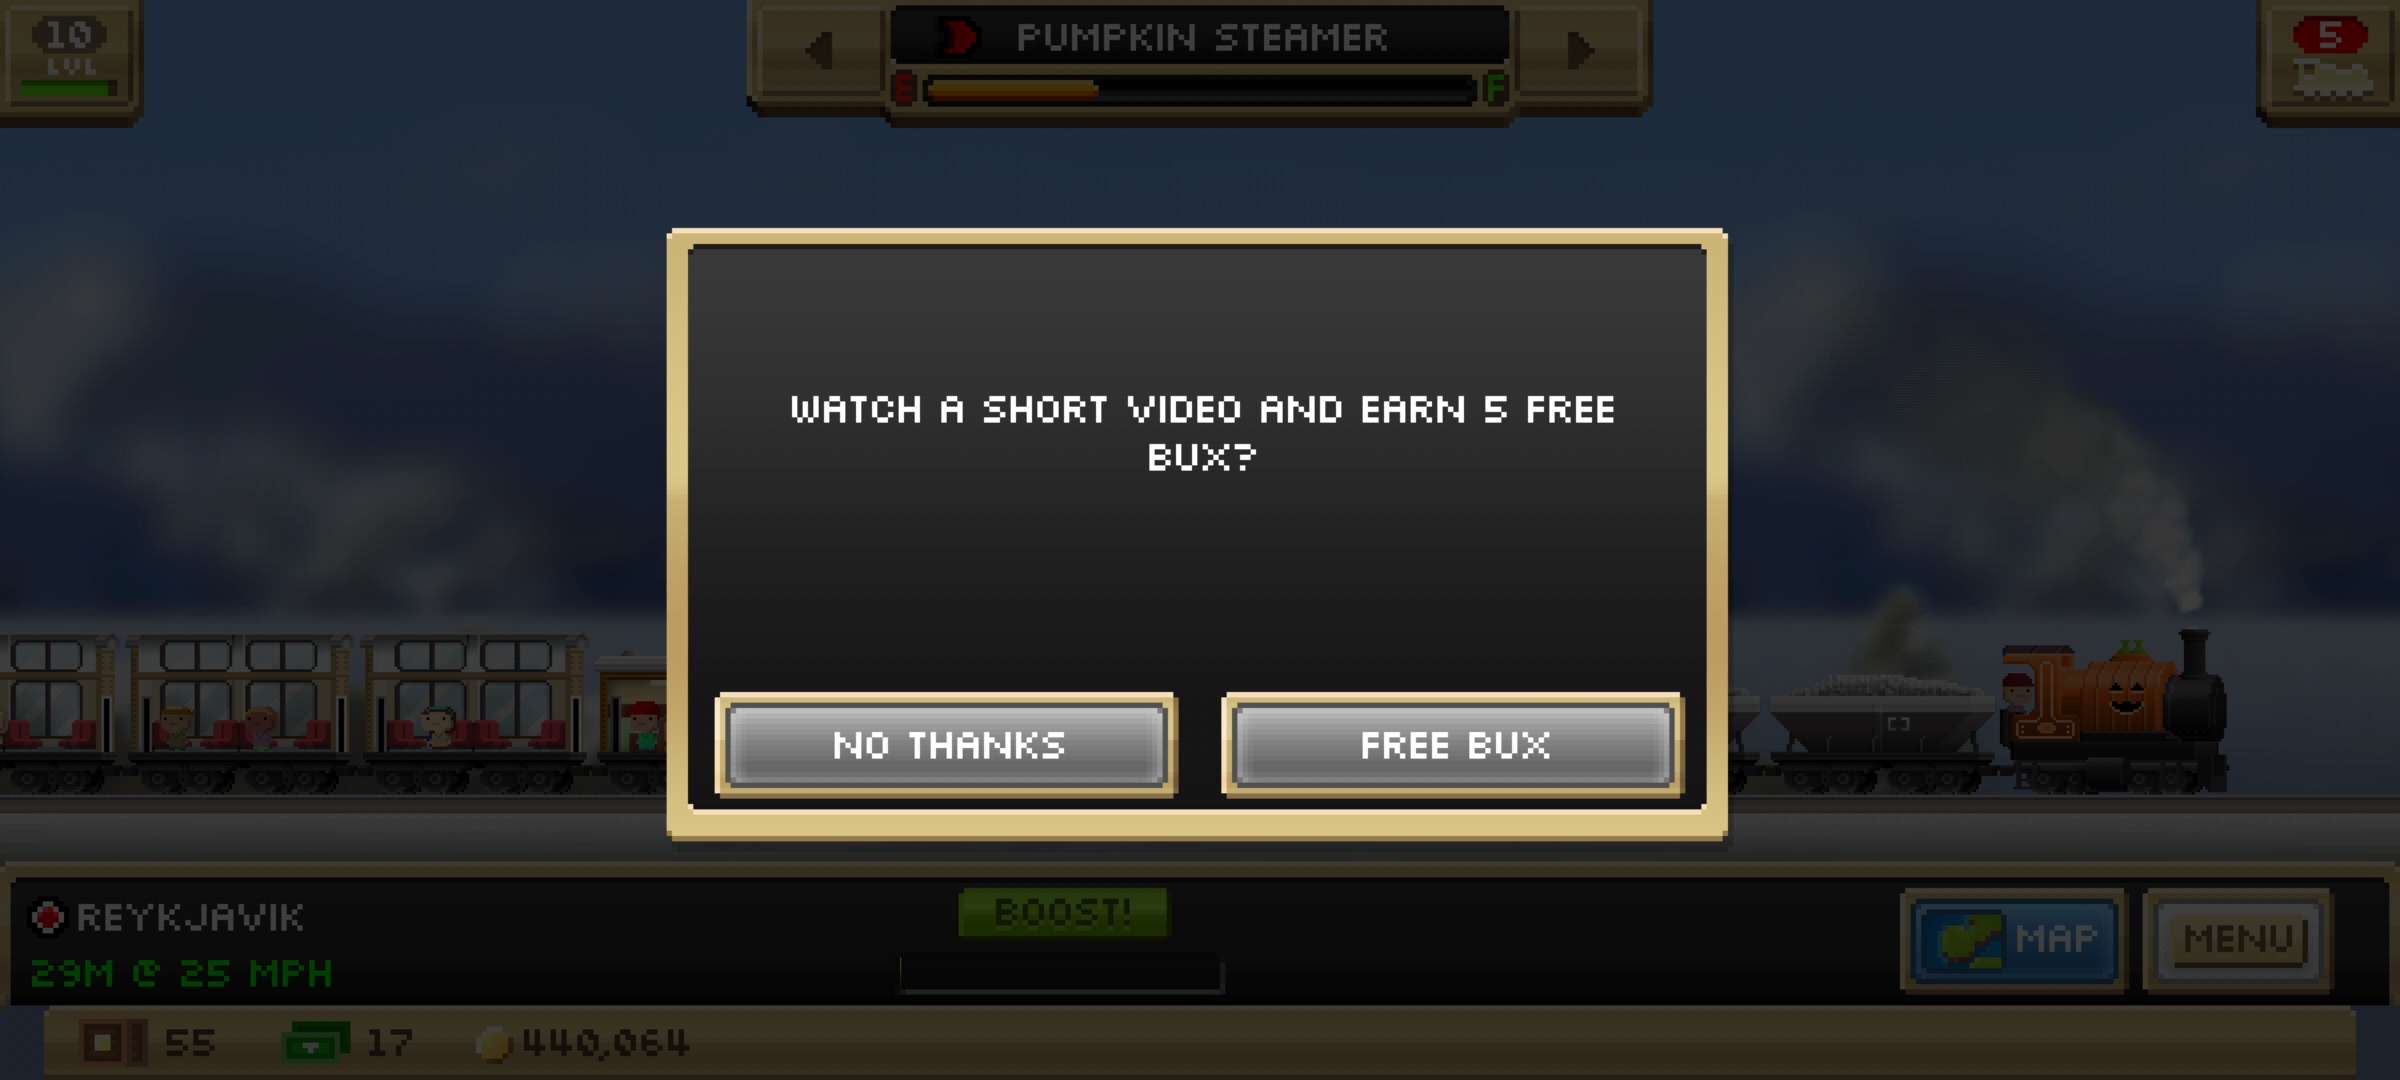 10
LVL
PUMPKIN STEAMER
E F
5
WATCH A SHORT VIDEO AND EARN 5 FREE
BUX?
NO THANKS
FREE BUX
REYKJAVIK
29M @ 25 MPH
BOOST!
MAP
MENU
55
17
440,064